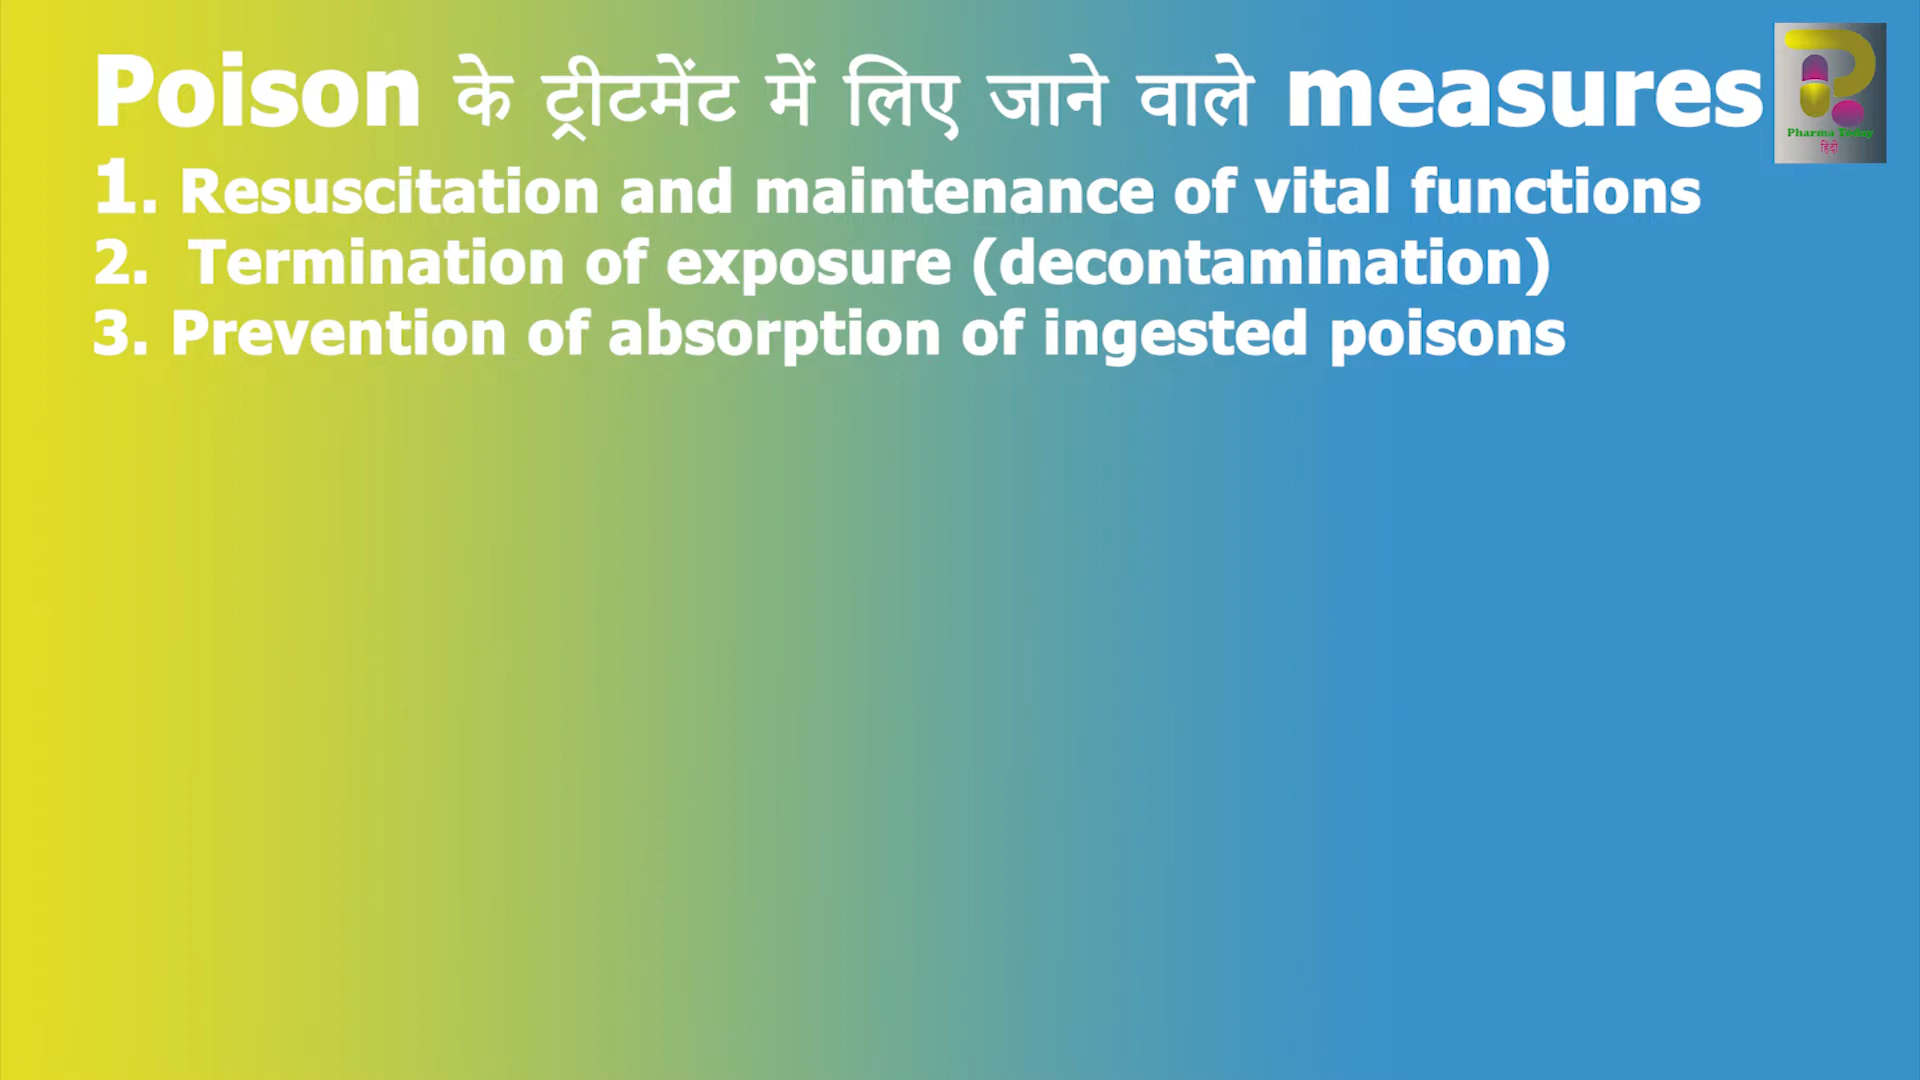 Poison के ट्रीटमेंट में लिए जाने वाले measures
1. Resuscitation and maintenance of vital functions
2. Termination of exposure (decontamination)
3. Prevention of absorption of ingested poisons
Pharma Today
हिंदी